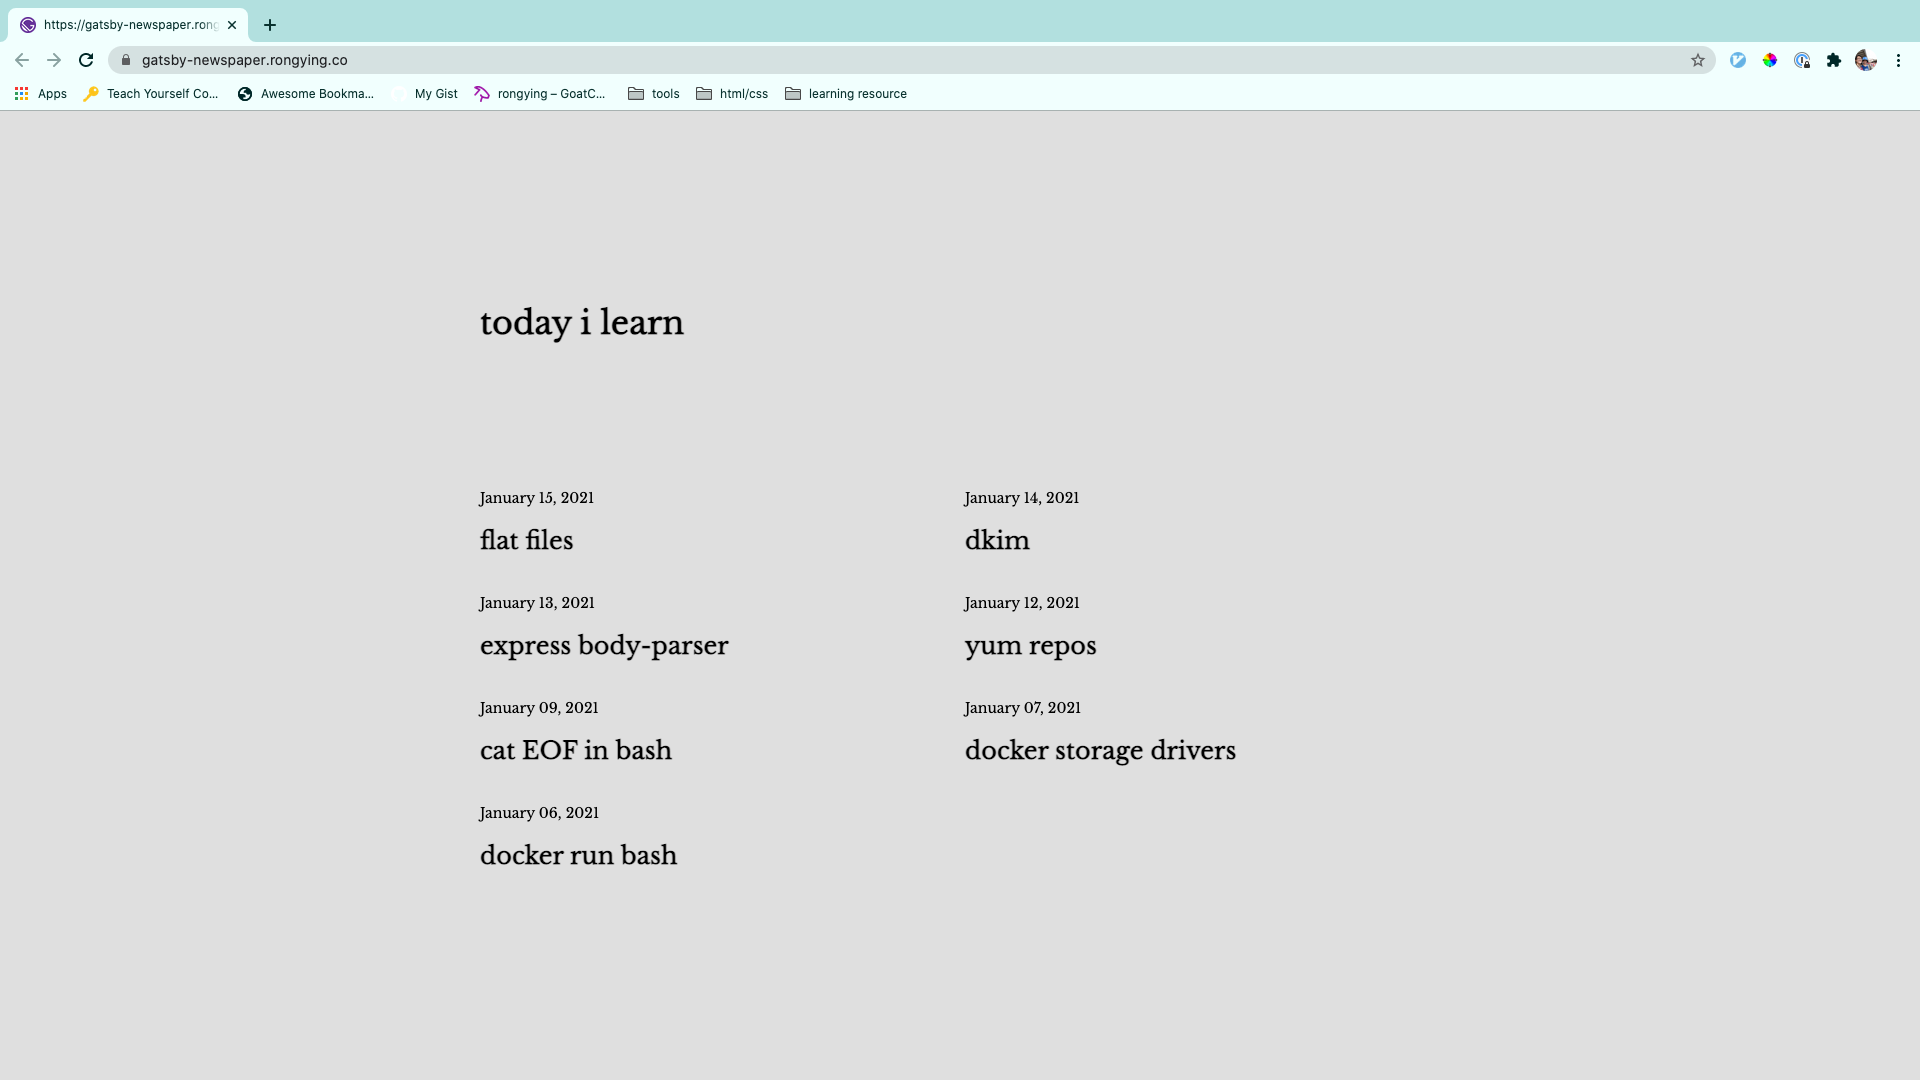 https://gatsby-newspaper.rong
gatsby-newspaper.rongying.co
Apps
Teach Yourself Co...
Awesome Bookma...
My Gist
rongying – GoatC...
tools
html/css
learning resource
today i learn
January 15, 2021
flat files
January 14, 2021
dkim
January 13, 2021
express body-parser
January 12, 2021
yum repos
January 09, 2021
cat EOF in bash
January 07, 2021
docker storage drivers
January 06, 2021
docker run bash